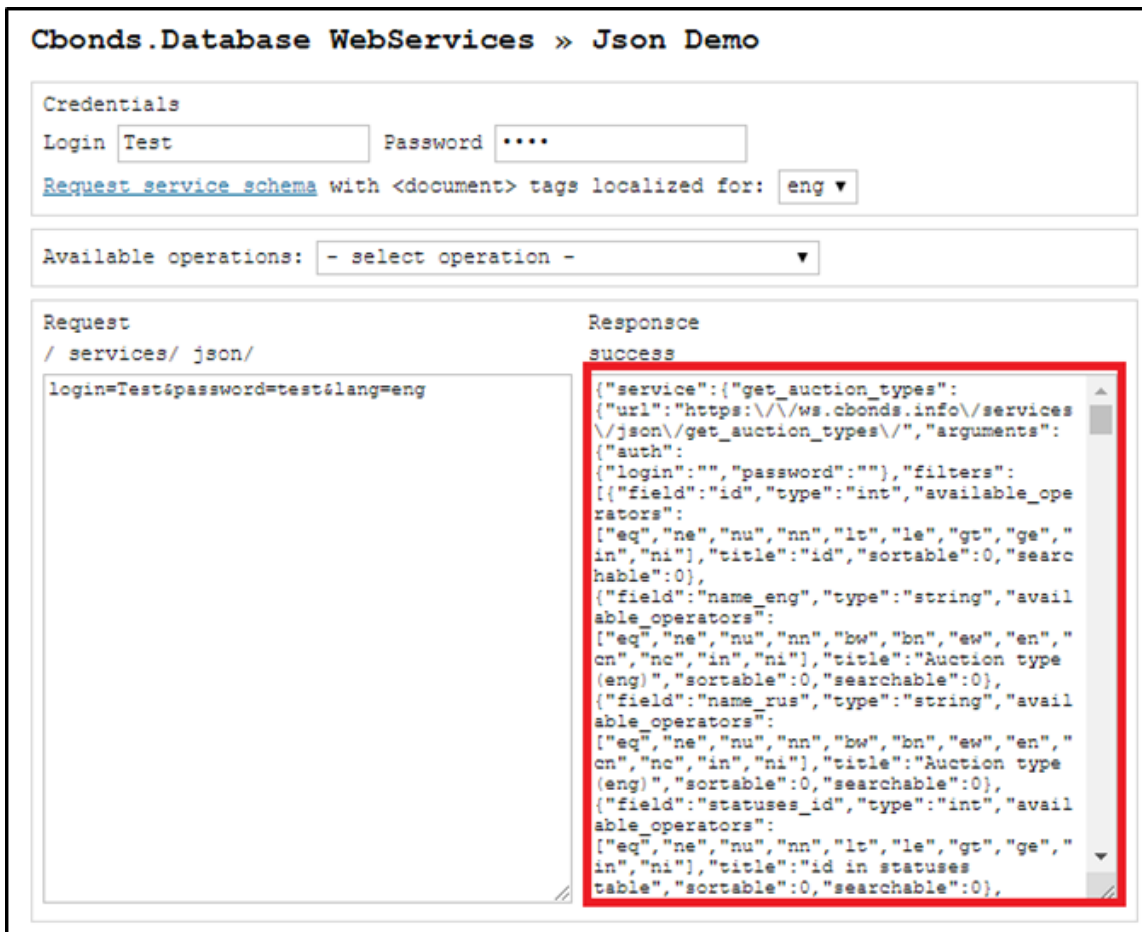 Cbonds.Database WebServices » Json Demo
Credentials
Login Test Password ••••
Request service schema with <document> tags localized for: eng ▼
Available operations: - select operation - ▼
Request
/ services/ json/
login=Test&password=test&lang=eng
Responsce
success
{"service":{"get_auction_types":
{"url":"https:\/\/ws.cbonds.info\/services
\/json\/get_auction_types\/","arguments":
{"auth":
{"login":"","password":""},"filters":
[{"field":"id","type":"int","available_ope
rators":
["eq","ne","nu","nn","lt","le","gt","ge","
in","ni"],"title":"id","sortable":0,"searc
hable":0},
{"field":"name_eng","type":"string","avail
able_operators":
["eq","ne","nu","nn","bw","bn","ew","en","
cn","nc","in","ni"],"title":"Auction type
(eng)","sortable":0,"searchable":0},
{"field":"name_rus","type":"string","avail
able_operators":
["eq","ne","nu","nn","bw","bn","ew","en","
cn","nc","in","ni"],"title":"Auction type
(eng)","sortable":0,"searchable":0},
{"field":"statuses_id","type":"int","avail
able_operators":
["eq","ne","nu","nn","lt","le","gt","ge","
in","ni"],"title":"id in statuses
table","sortable":0,"searchable":0},